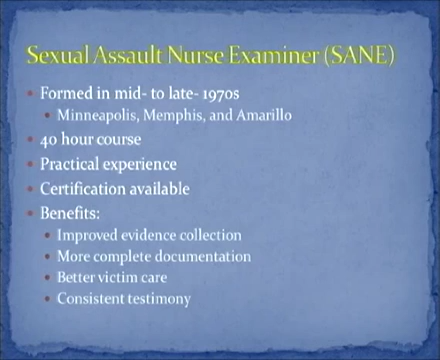 Sexual Assault Nurse Examiner (SANE)
• Formed in mid- to late- 1970s
• Minneapolis, Memphis, and Amarillo
• 40 hour course
• Practical experience
• Certification available
• Benefits:
• Improved evidence collection
• More complete documentation
• Better victim care
• Consistent testimony